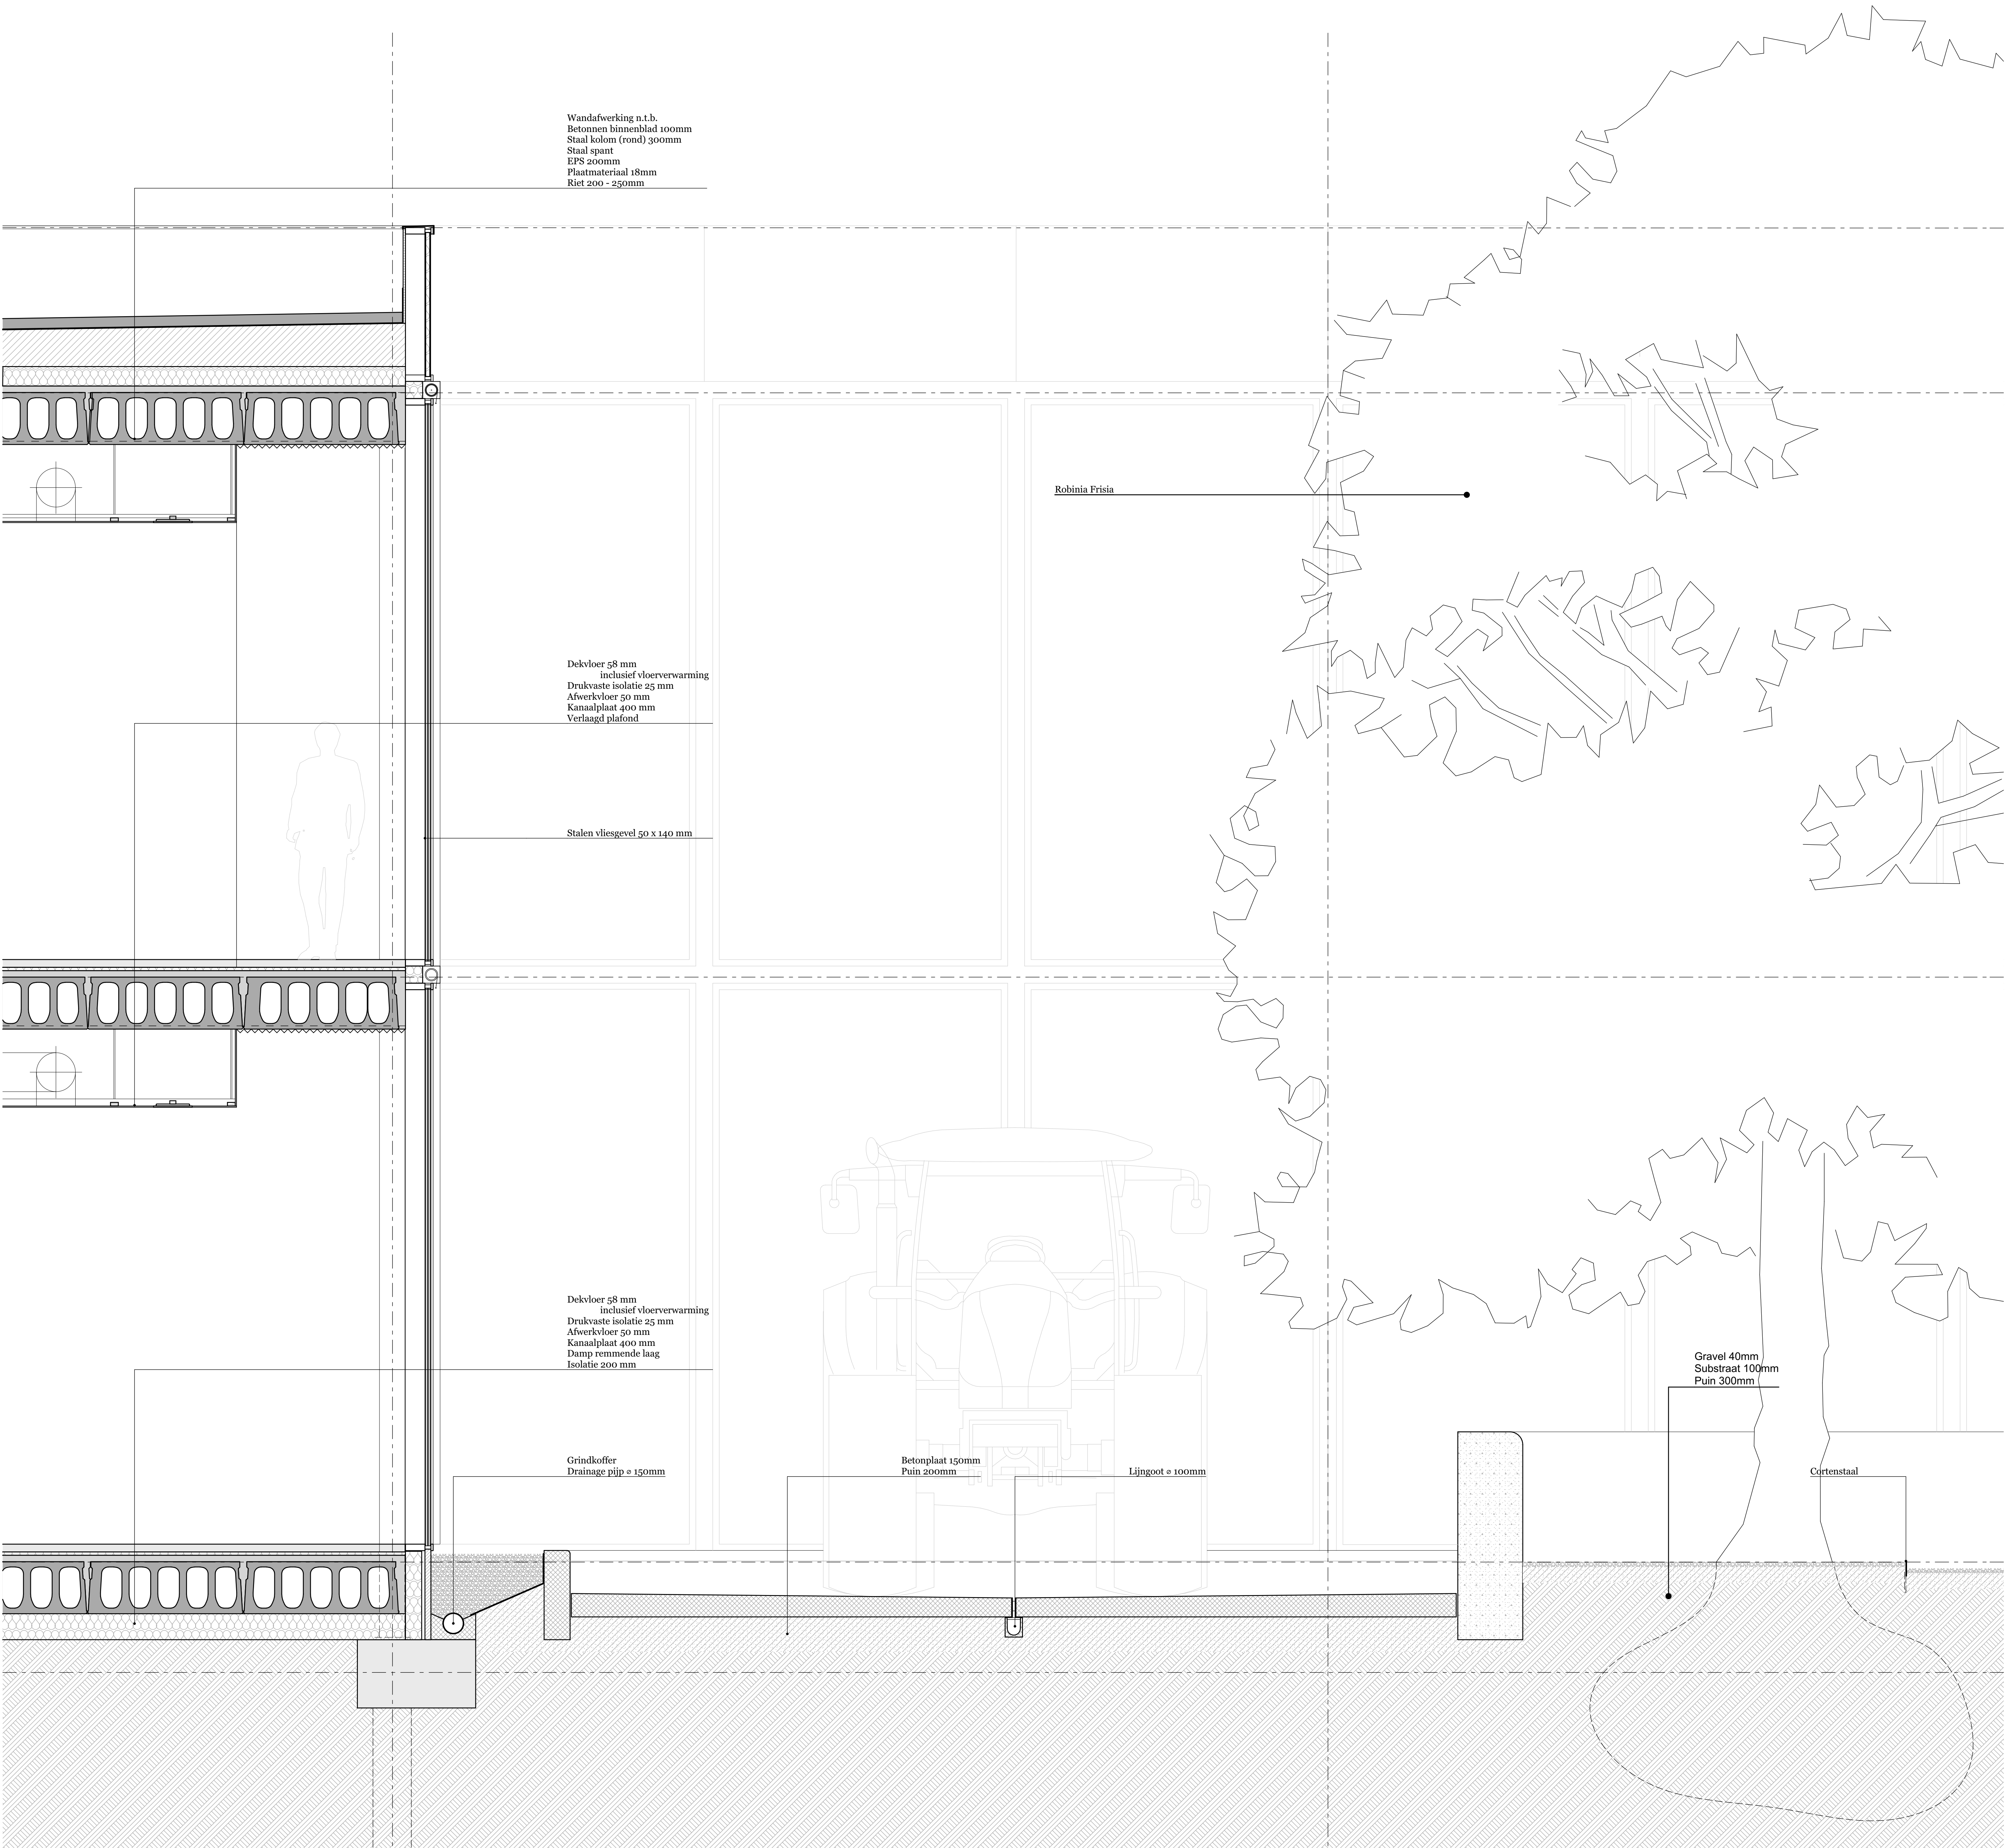 Wandafwerking n.t.b.
Betonnen binnenblad 100mm
Staal kolom (rond) 300mm
Staal spant
EPS 200mm
Plaatmateriaal 18mm
Riet 200 - 250mm
Robinia Frisia
Dekvloer 58 mm
inclusief vloerverwarming
Drukvaste isolatie 25 mm
Afwerkvloer 50 mm
Kanaalplaat 400 mm
Verlaagd plafond
Stalen vliesgevel 50 x 140 mm
Dekvloer 58 mm
inclusief vloerverwarming
Drukvaste isolatie 25 mm
Afwerkvloer 50 mm
Kanaalplaat 400 mm
Damp remmende laag
Isolatie 200 mm
Gravel 40mm
Substraat 100mm
Puin 300mm
Grindkoffer
Drainage pijp ⌀ 150mm
Betonplaat 150mm
Puin 200mm
Lijngoot ⌀ 100mm
Cortenstaal